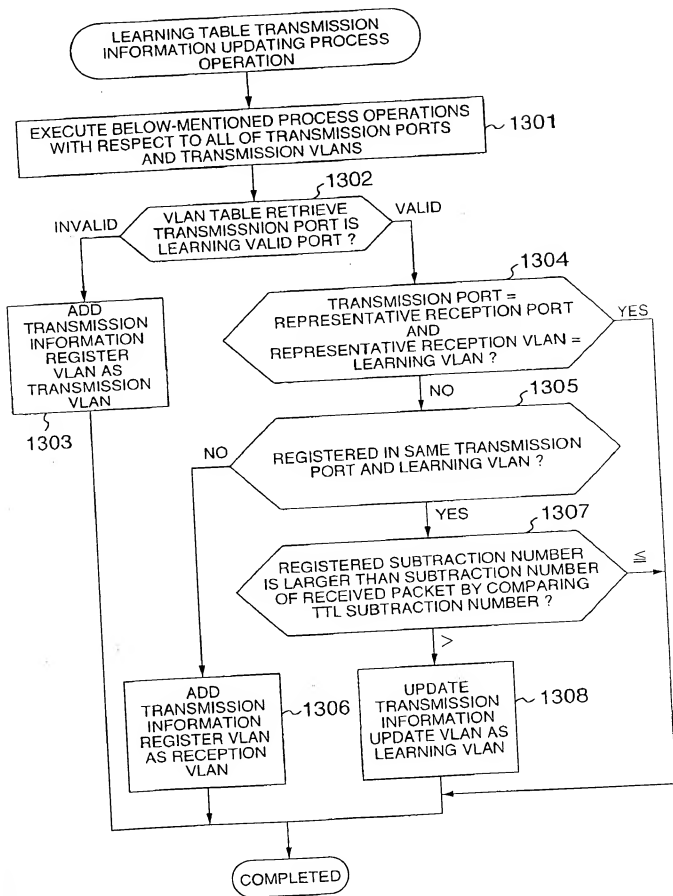 LEARNING TABLE TRANSMISSION
INFORMATION UPDATING PROCESS
OPERATION
EXECUTE BELOW-MENTIONED PROCESS OPERATIONS
WITH RESPECT TO ALL OF TRANSMISSION PORTS
AND TRANSMISSION VLANS
1301
1302
INVALID
VLAN TABLE RETRIEVE
TRANSMISSNION PORT IS
LEARNING VALID PORT ?
VALID
1304
ADD
TRANSMISSION
INFORMATION
REGISTER
VLAN AS
TRANSMISSION
VLAN
1303
TRANSMISSION PORT =
REPRESENTATIVE RECEPTION PORT
AND
REPRESENTATIVE RECEPTION VLAN =
LEARNING VLAN ?
YES
NO
1305
NO
REGISTERED IN SAME TRANSMISSION
PORT AND LEARNING VLAN ?
YES
1307
REGISTERED SUBTRACTION NUMBER
IS LARGER THAN SUBTRACTION NUMBER
OF RECEIVED PACKET BY COMPARING
TTL SUBTRACTION NUMBER ?
≦
>
ADD
TRANSMISSION
INFORMATION
REGISTER VLAN
AS RECEPTION
VLAN
1306
UPDATE
TRANSMISSION
INFORMATION
UPDATE VLAN AS
LEARNING VLAN
1308
COMPLETED